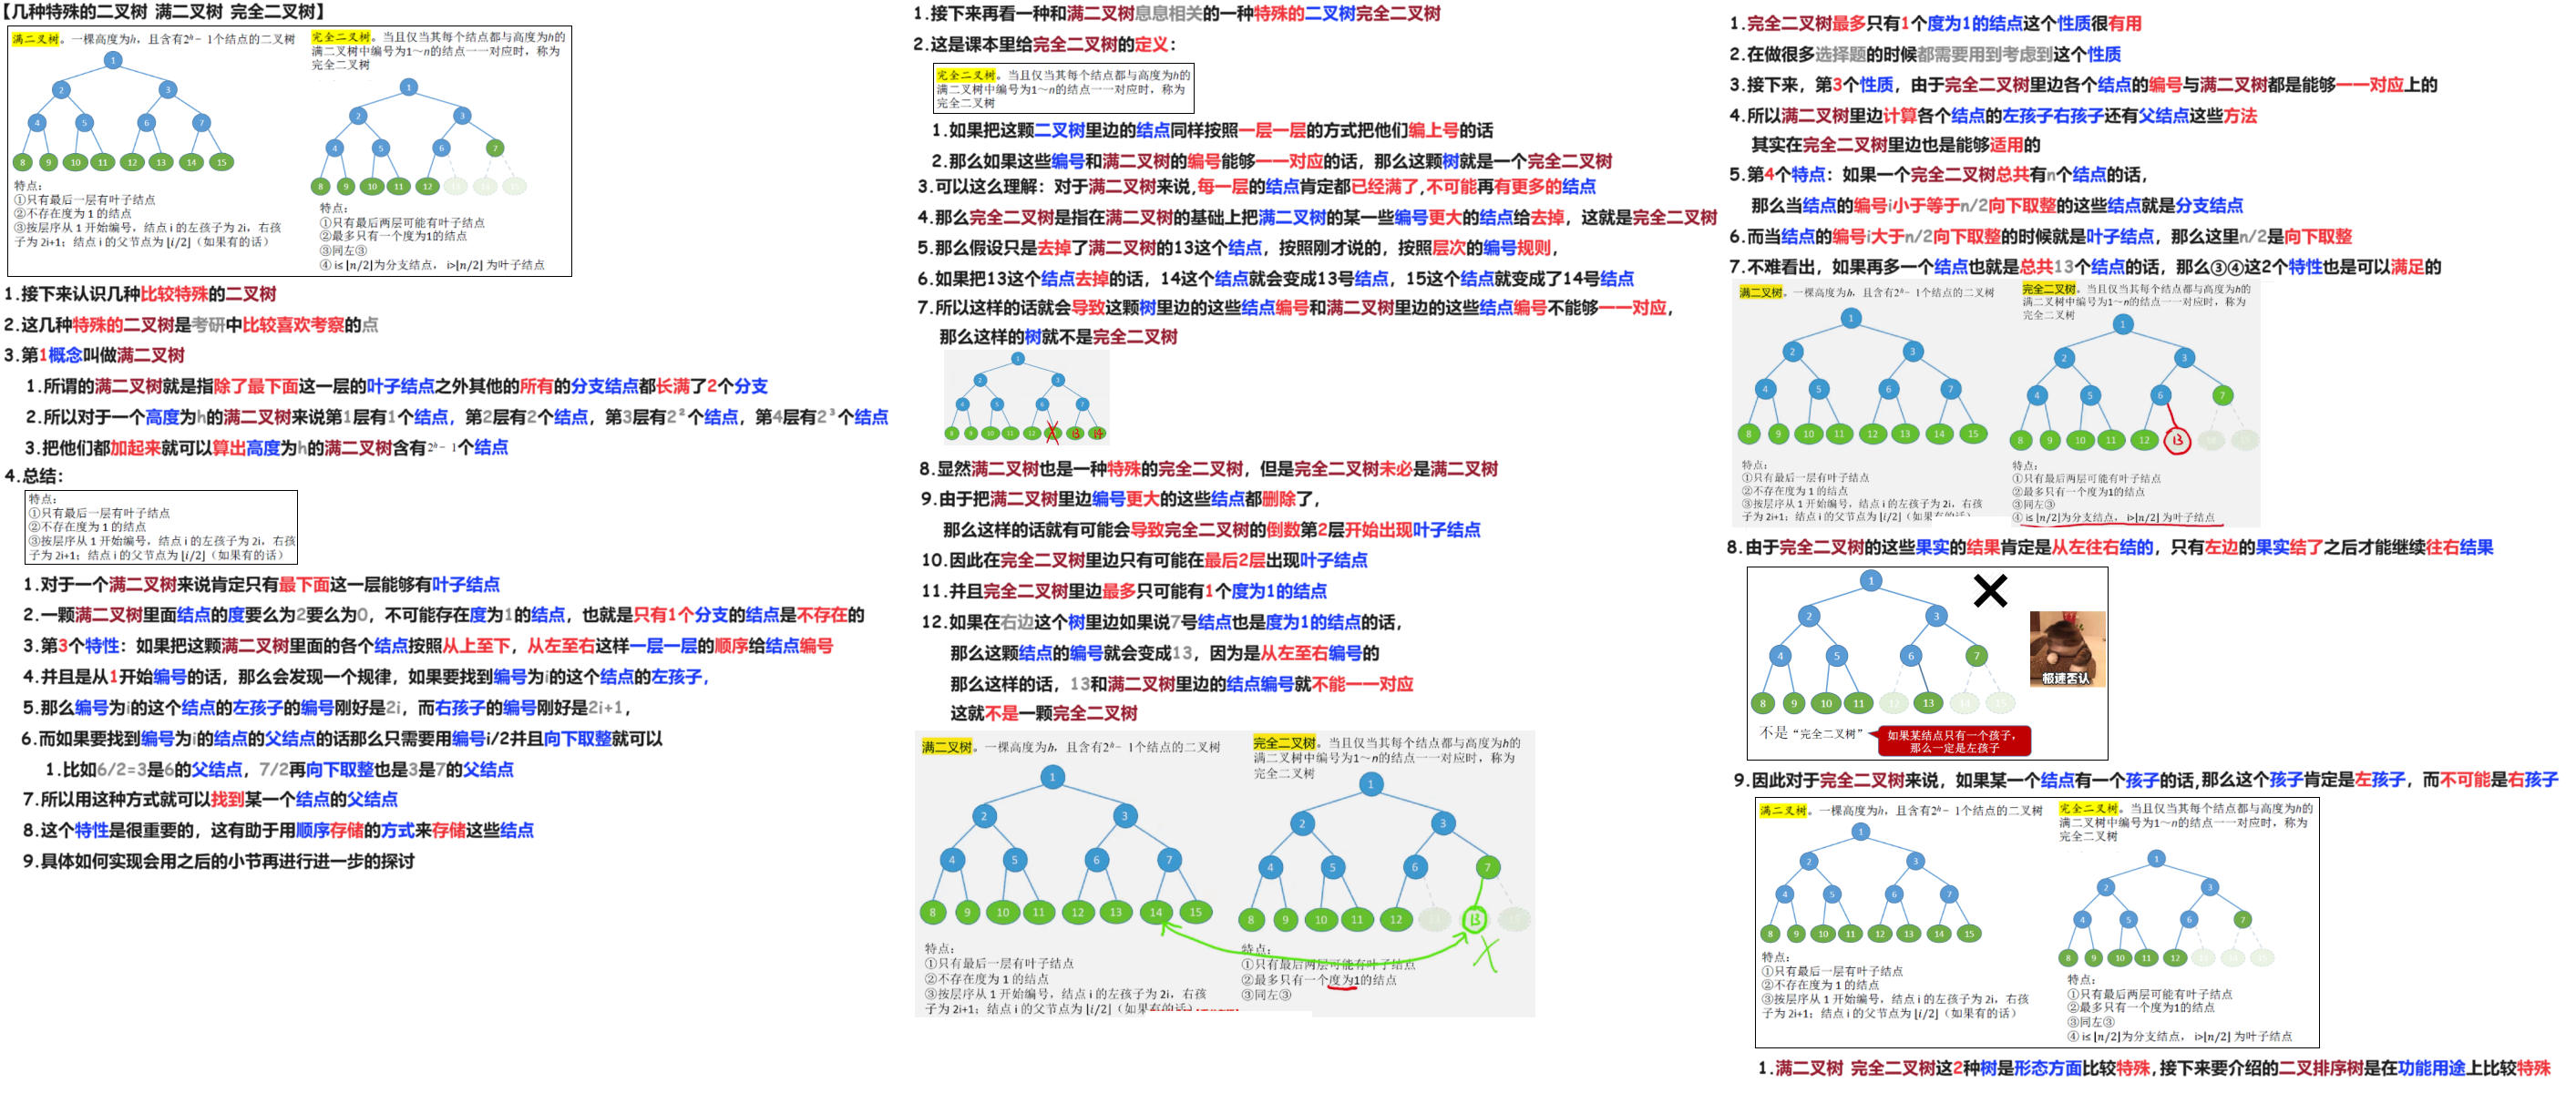 【几种特殊的二叉树 满二叉树 完全二叉树】
满二叉树。一棵高度为h，且含有2ʰ - 1个结点的二叉树
1
2
3
4
5
6
7
8
9
10
11
12
13
14
15
特点：
①只有最后一层有叶子结点
②不存在度为 1 的结点
③按层序从 1 开始编号，结点 i 的左孩子为 2i，右孩
子为 2i+1；结点 i 的父节点为 ⌊i/2⌋（如果有的话）
完全二叉树。当且仅当其每个结点都与高度为h的
满二叉树中编号为1～n的结点一一对应时，称为
完全二叉树
1
2
3
4
5
6
7
8
9
10
11
12
特点：
①只有最后两层可能有叶子结点
②最多只有一个度为1的结点
③同左③
④ i≤ ⌊n/2⌋为分支结点， i>⌊n/2⌋ 为叶子结点
1.接下来认识几种比较特殊的二叉树
2.这几种特殊的二叉树是考研中比较喜欢考察的点
3.第1概念叫做满二叉树
1.所谓的满二叉树就是指除了最下面这一层的叶子结点之外其他的所有的分支结点都长满了2个分支
2.所以对于一个高度为h的满二叉树来说第1层有1个结点，第2层有2个结点，第3层有2²个结点，第4层有2³个结点
3.把他们都加起来就可以算出高度为h的满二叉树含有2ʰ - 1个结点
4.总结：
特点：
①只有最后一层有叶子结点
②不存在度为 1 的结点
③按层序从 1 开始编号，结点 i 的左孩子为 2i，右孩
子为 2i+1；结点 i 的父节点为 ⌊i/2⌋（如果有的话）
1.对于一个满二叉树来说肯定只有最下面这一层能够有叶子结点
2.一颗满二叉树里面结点的度要么为2要么为0，不可能存在度为1的结点，也就是只有1个分支的结点是不存在的
3.第3个特性：如果把这颗满二叉树里面的各个结点按照从上至下，从左至右这样一层一层的顺序给结点编号
4.并且是从1开始编号的话，那么会发现一个规律，如果要找到编号为i的这个结点的左孩子，
5.那么编号为i的这个结点的左孩子的编号刚好是2i，而右孩子的编号刚好是2i+1，
6.而如果要找到编号为i的结点的父结点的话那么只需要用编号i/2并且向下取整就可以
1.比如6/2=3是6的父结点，7/2再向下取整也是3是7的父结点
7.所以用这种方式就可以找到某一个结点的父结点
8.这个特性是很重要的，这有助于用顺序存储的方式来存储这些结点
9.具体如何实现会用之后的小节再进行进一步的探讨
1.接下来再看一种和满二叉树息息相关的一种特殊的二叉树完全二叉树
2.这是课本里给完全二叉树的定义：
完全二叉树。当且仅当其每个结点都与高度为h的
满二叉树中编号为1～n的结点一一对应时，称为
完全二叉树
1.如果把这颗二叉树里边的结点同样按照一层一层的方式把他们编上号的话
2.那么如果这些编号和满二叉树的编号能够一一对应的话，那么这颗树就是一个完全二叉树
3.可以这么理解：对于满二叉树来说,每一层的结点肯定都已经满了,不可能再有更多的结点
4.那么完全二叉树是指在满二叉树的基础上把满二叉树的某一些编号更大的结点给去掉，这就是完全二叉树
5.那么假设只是去掉了满二叉树的13这个结点，按照刚才说的，按照层次的编号规则，
6.如果把13这个结点去掉的话，14这个结点就会变成13号结点，15这个结点就变成了14号结点
7.所以这样的话就会导致这颗树里边的这些结点编号和满二叉树里边的这些结点编号不能够一一对应，
那么这样的树就不是完全二叉树
1
2
3
4
5
6
7
8
9
10
11
12
13
14
8.显然满二叉树也是一种特殊的完全二叉树，但是完全二叉树未必是满二叉树
9.由于把满二叉树里边编号更大的这些结点都删除了，
那么这样的话就有可能会导致完全二叉树的倒数第2层开始出现叶子结点
10.因此在完全二叉树里边只有可能在最后2层出现叶子结点
11.并且完全二叉树里边最多只可能有1个度为1的结点
12.如果在右边这个树里边如果说7号结点也是度为1的结点的话，
那么这颗结点的编号就会变成13，因为是从左至右编号的
那么这样的话，13和满二叉树里边的结点编号就不能一一对应
这就不是一颗完全二叉树
满二叉树。一棵高度为h，且含有2ʰ - 1个结点的二叉树
1
2
3
4
5
6
7
8
9
10
11
12
13
14
15
特点：
①只有最后一层有叶子结点
②不存在度为 1 的结点
③按层序从 1 开始编号，结点 i 的左孩子为 2i，右孩
子为 2i+1；结点 i 的父节点为 ⌊i/2⌋（如果有的话）
完全二叉树。当且仅当其每个结点都与高度为h的
满二叉树中编号为1～n的结点一一对应时，称为
完全二叉树
1
2
3
4
5
6
7
8
9
10
11
12
13
特点：
①只有最后两层可能有叶子结点
②最多只有一个度为1的结点
③同左③
1.完全二叉树最多只有1个度为1的结点这个性质很有用
2.在做很多选择题的时候都需要用到考虑到这个性质
3.接下来，第3个性质，由于完全二叉树里边各个结点的编号与满二叉树都是能够一一对应上的
4.所以满二叉树里边计算各个结点的左孩子右孩子还有父结点这些方法
其实在完全二叉树里边也是能够适用的
5.第4个特点：如果一个完全二叉树总共有n个结点的话，
那么当结点的编号i小于等于n/2向下取整的这些结点就是分支结点
6.而当结点的编号i大于n/2向下取整的时候就是叶子结点，那么这里n/2是向下取整
7.不难看出，如果再多一个结点也就是总共13个结点的话，那么③④这2个特性也是可以满足的
满二叉树。一棵高度为h，且含有2ʰ - 1个结点的二叉树
1
2
3
4
5
6
7
8
9
10
11
12
13
14
15
特点：
①只有最后一层有叶子结点
②不存在度为 1 的结点
③按层序从 1 开始编号，结点 i 的左孩子为 2i，右孩
子为 2i+1；结点 i 的父节点为 ⌊i/2⌋（如果有的话）
完全二叉树。当且仅当其每个结点都与高度为h的
满二叉树中编号为1～n的结点一一对应时，称为
完全二叉树
1
2
3
4
5
6
7
8
9
10
11
12
13
特点：
①只有最后两层可能有叶子结点
②最多只有一个度为1的结点
③同左③
④ i≤ ⌊n/2⌋为分支结点， i>⌊n/2⌋ 为叶子结点
8.由于完全二叉树的这些果实的结果肯定是从左往右结的，只有左边的果实结了之后才能继续往右结果
1
2
3
4
5
6
7
8
9
10
11
12
13
14
15
极速否认
不是 “完全二叉树”
如果某结点只有一个孩子，
那么一定是左孩子
9.因此对于完全二叉树来说，如果某一个结点有一个孩子的话,那么这个孩子肯定是左孩子，而不可能是右孩子
满二叉树。一棵高度为h，且含有2ʰ - 1个结点的二叉树
1
2
3
4
5
6
7
8
9
10
11
12
13
14
15
特点：
①只有最后一层有叶子结点
②不存在度为 1 的结点
③按层序从 1 开始编号，结点 i 的左孩子为 2i，右孩
子为 2i+1；结点 i 的父节点为 ⌊i/2⌋（如果有的话）
完全二叉树。当且仅当其每个结点都与高度为h的
满二叉树中编号为1～n的结点一一对应时，称为
完全二叉树
1
2
3
4
5
6
7
8
9
10
11
12
特点：
①只有最后两层可能有叶子结点
②最多只有一个度为1的结点
③同左③
④ i≤ ⌊n/2⌋为分支结点， i>⌊n/2⌋ 为叶子结点
1.满二叉树 完全二叉树这2种树是形态方面比较特殊,接下来要介绍的二叉排序树是在功能用途上比较特殊